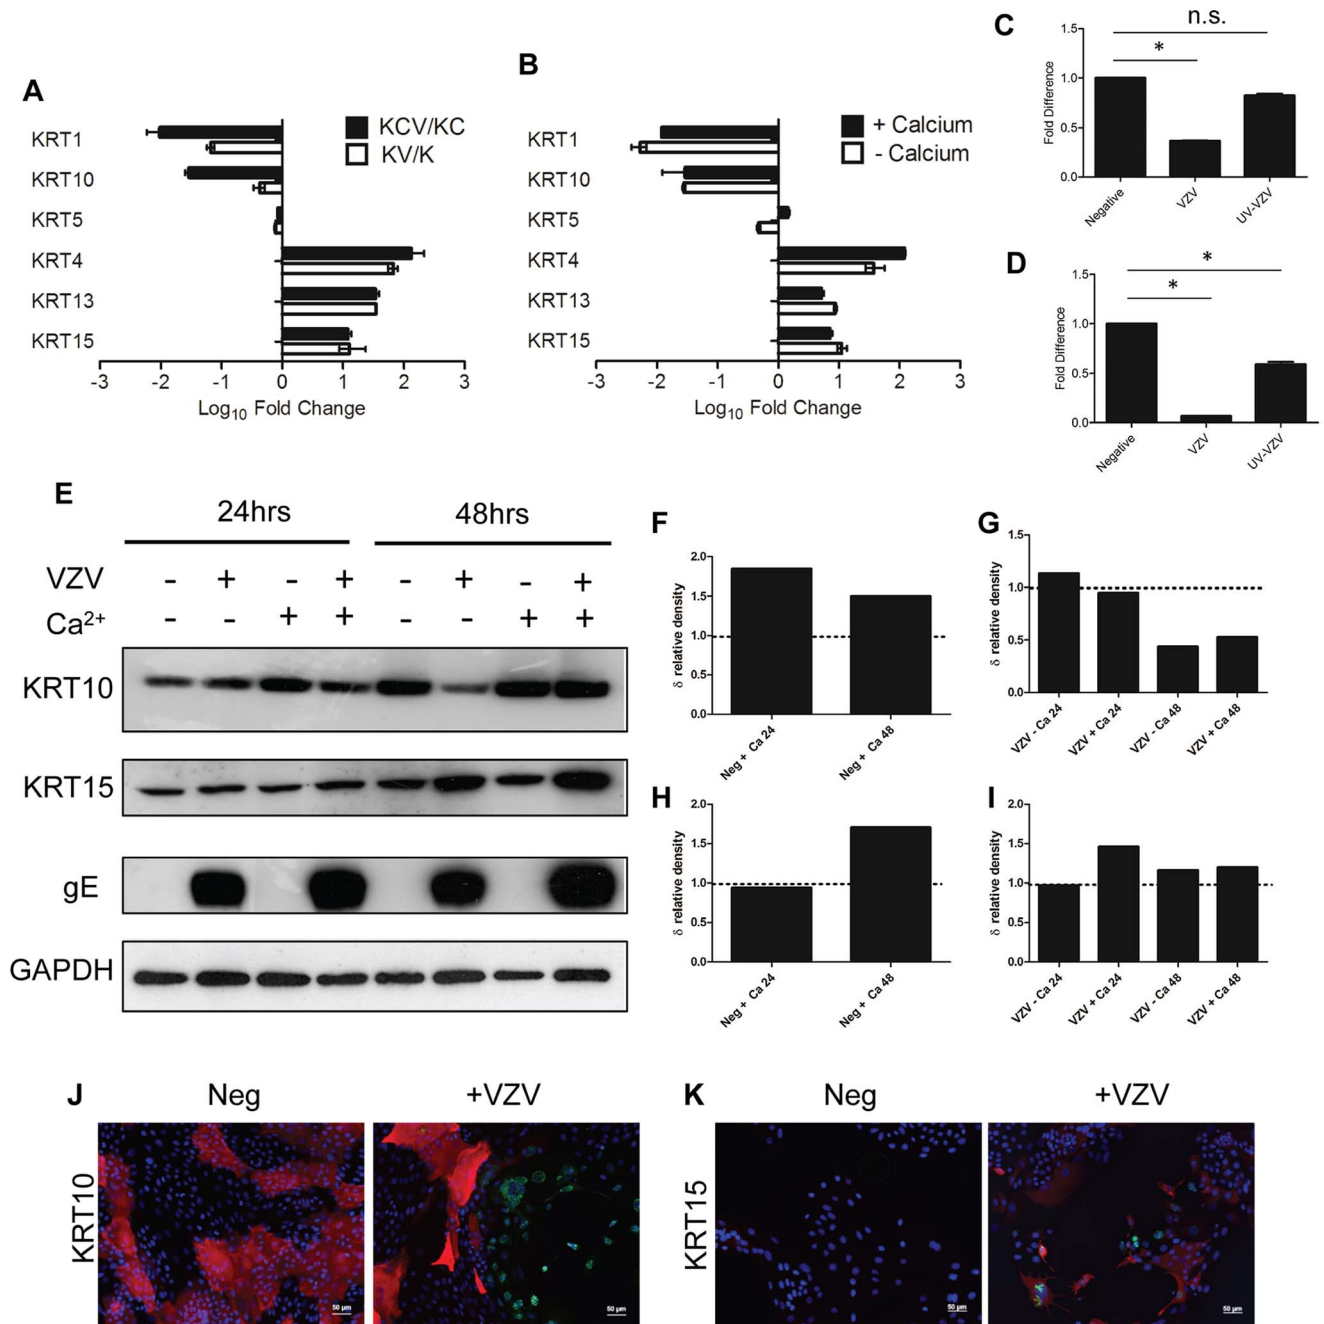 A
KRT1
KRT10
KRT5
KRT4
KRT13
KRT15
KCV/KC
KV/K
-3 -2 -1 0 1 2 3
Log10 Fold Change
B
KRT1
KRT10
KRT5
KRT4
KRT13
KRT15
+ Calcium
- Calcium
-3 -2 -1 0 1 2 3
Log10 Fold Change
C
n.s.
*
Fold Difference
1.5
1.0
0.5
0.0
Negative
VZV
UV-VZV
D
*
*
Fold Difference
1.5
1.0
0.5
0.0
Negative
VZV
UV-VZV
E
24hrs 48hrs
VZV - + - + - + - +
Ca2+ - - + + - - + +
KRT10
KRT15
gE
GAPDH
F
δ relative density
2.0
1.5
1.0
0.5
0.0
Neg + Ca 24
Neg + Ca 48
G
δ relative density
1.5
1.0
0.5
0.0
VZV - Ca 24
VZV + Ca 24
VZV - Ca 48
VZV + Ca 48
H
δ relative density
2.0
1.5
1.0
0.5
0.0
Neg + Ca 24
Neg + Ca 48
I
δ relative density
2.0
1.5
1.0
0.5
0.0
VZV - Ca 24
VZV + Ca 24
VZV - Ca 48
VZV + Ca 48
J
Neg +VZV
KRT10
50 µm
50 µm
K
Neg +VZV
KRT15
50 µm
50 µm